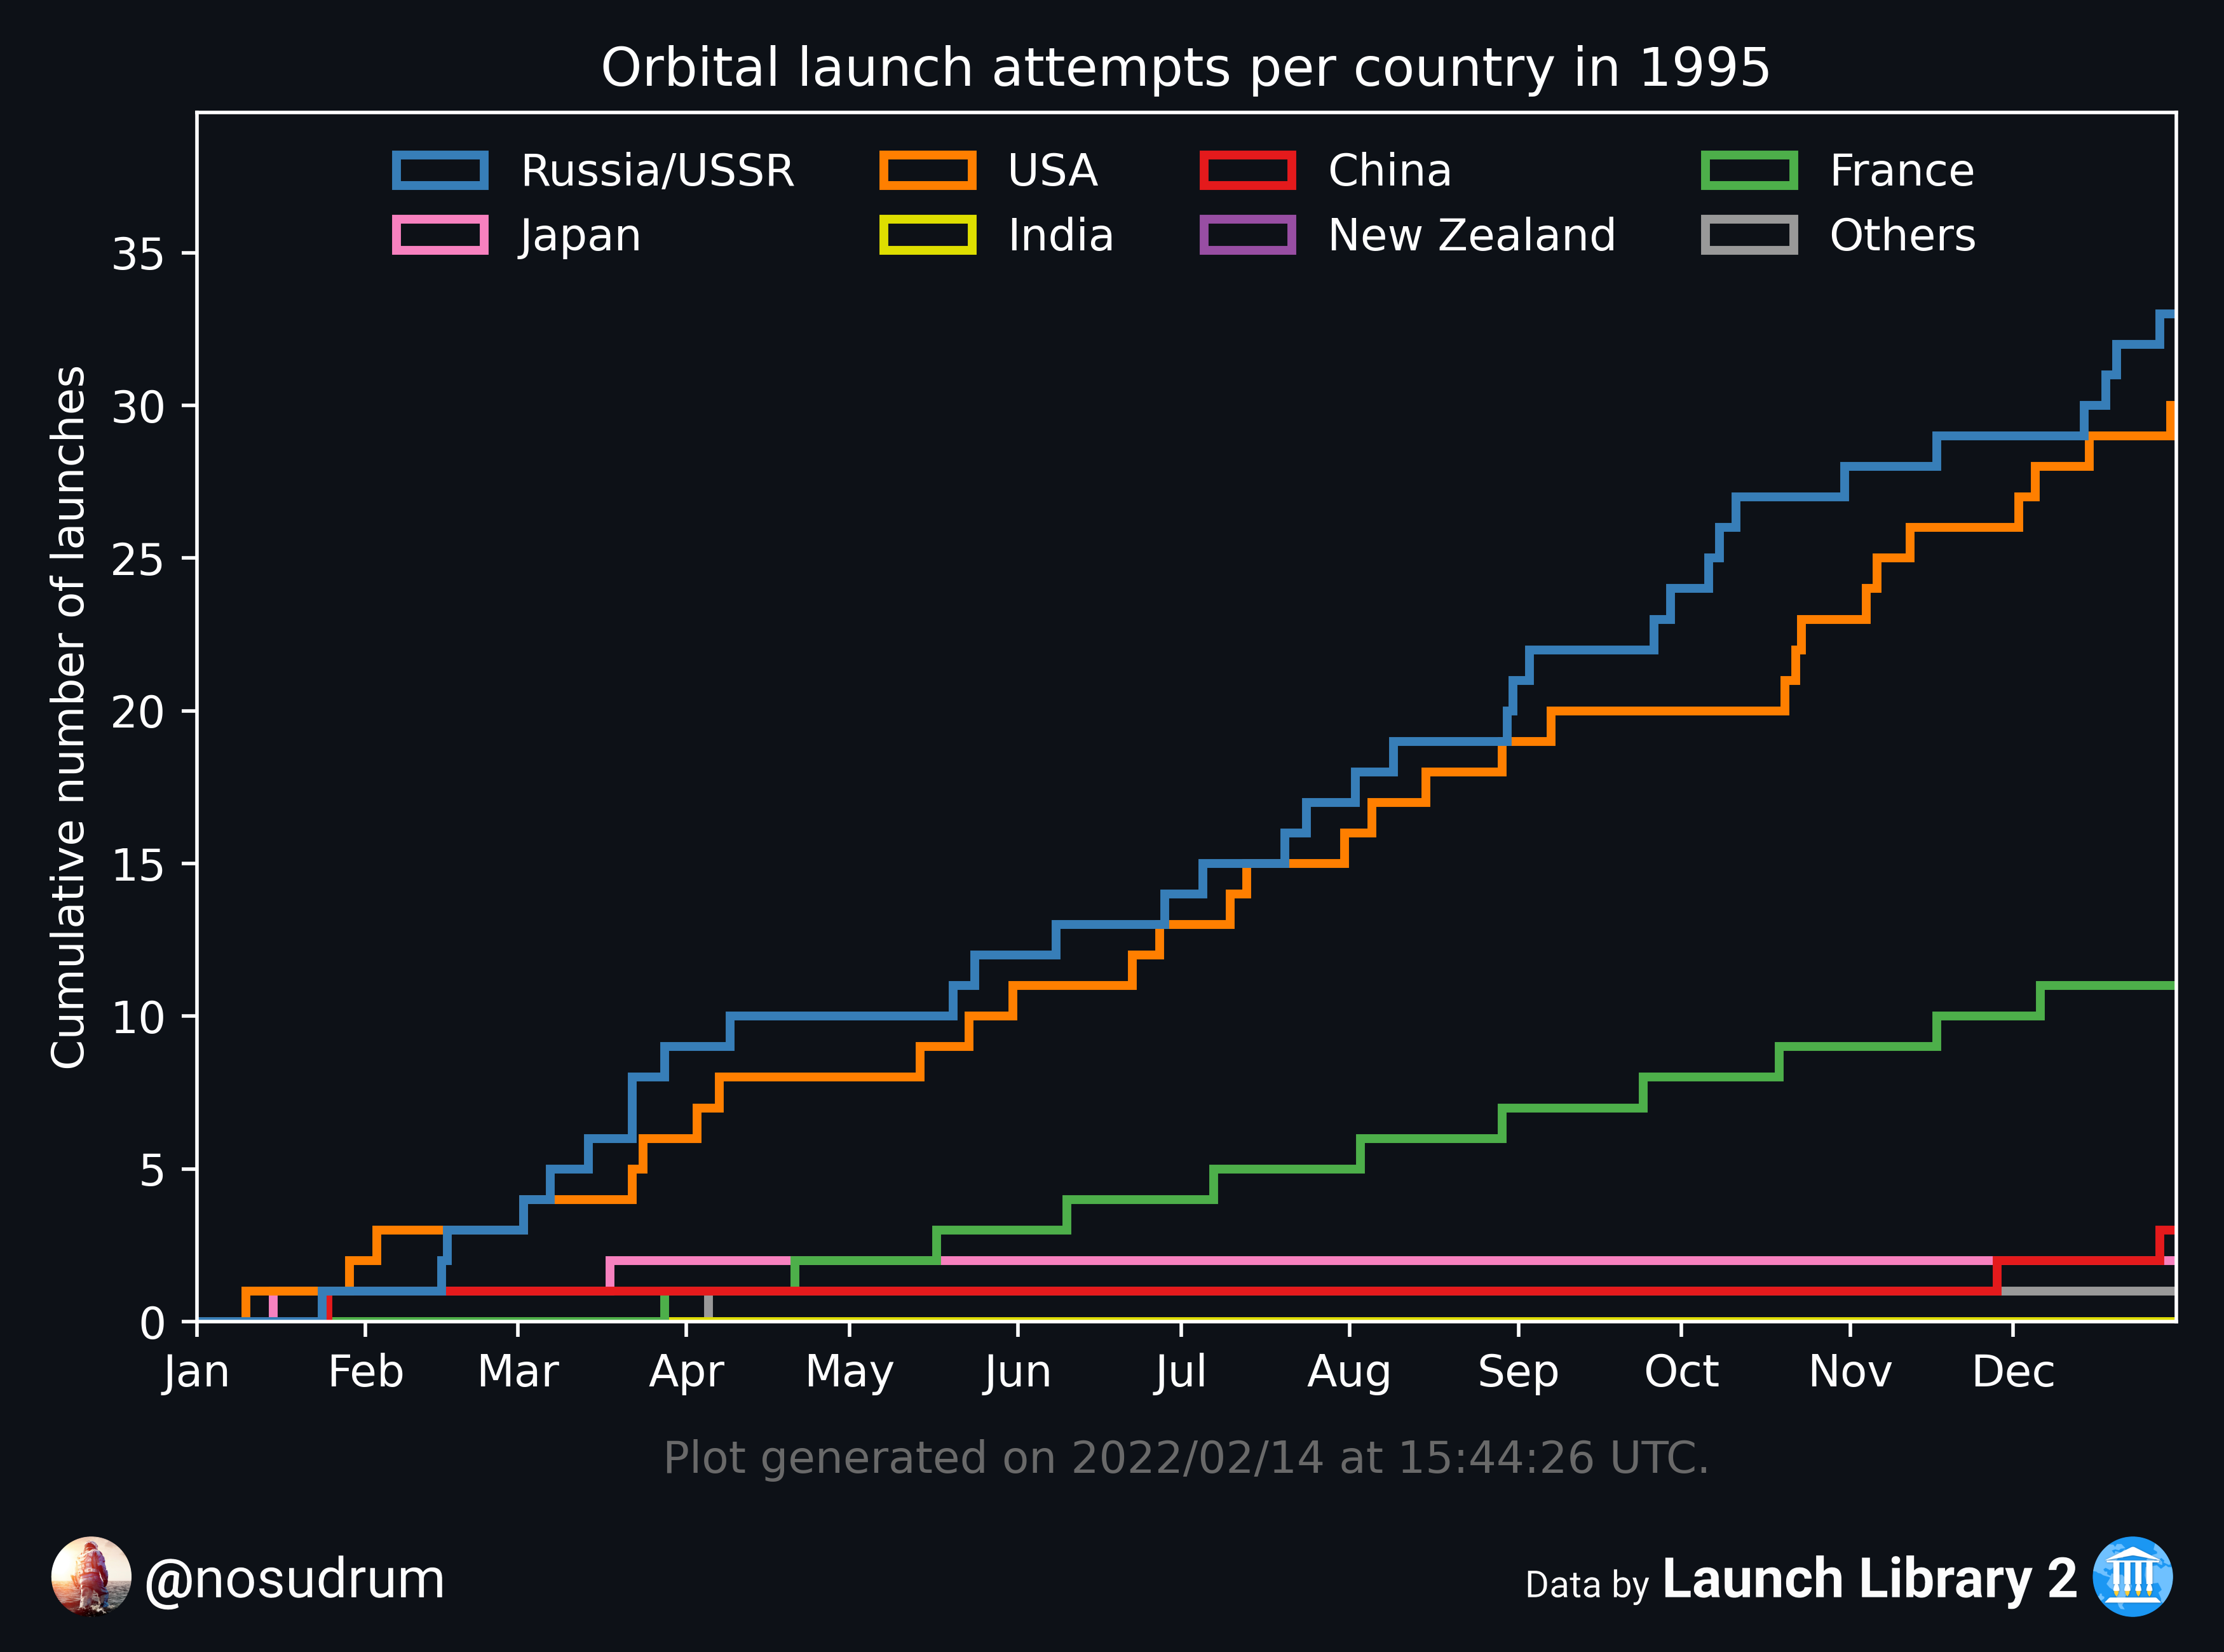 Orbital launch attempts per country in 1995
Russia/USSR USA China France
Japan India New Zealand Others
Cumulative number of launches
35
30
25
20
15
10
5
0
Jan Feb Mar Apr May Jun Jul Aug Sep Oct Nov Dec
Plot generated on 2022/02/14 at 15:44:26 UTC.
@nosudrum
Data by Launch Library 2